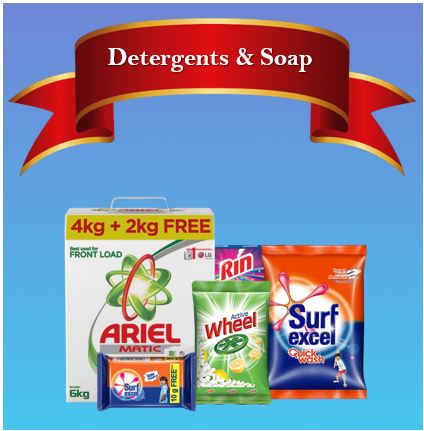 Detergents & Soap
4kg + 2kg FREE
Best used for
FRONT LOAD
LG
ARIEL
MATIC
6kg
Rin
Active
Wheel
Surf
excel
Quick
wash
Surf
excel
10 g FREE